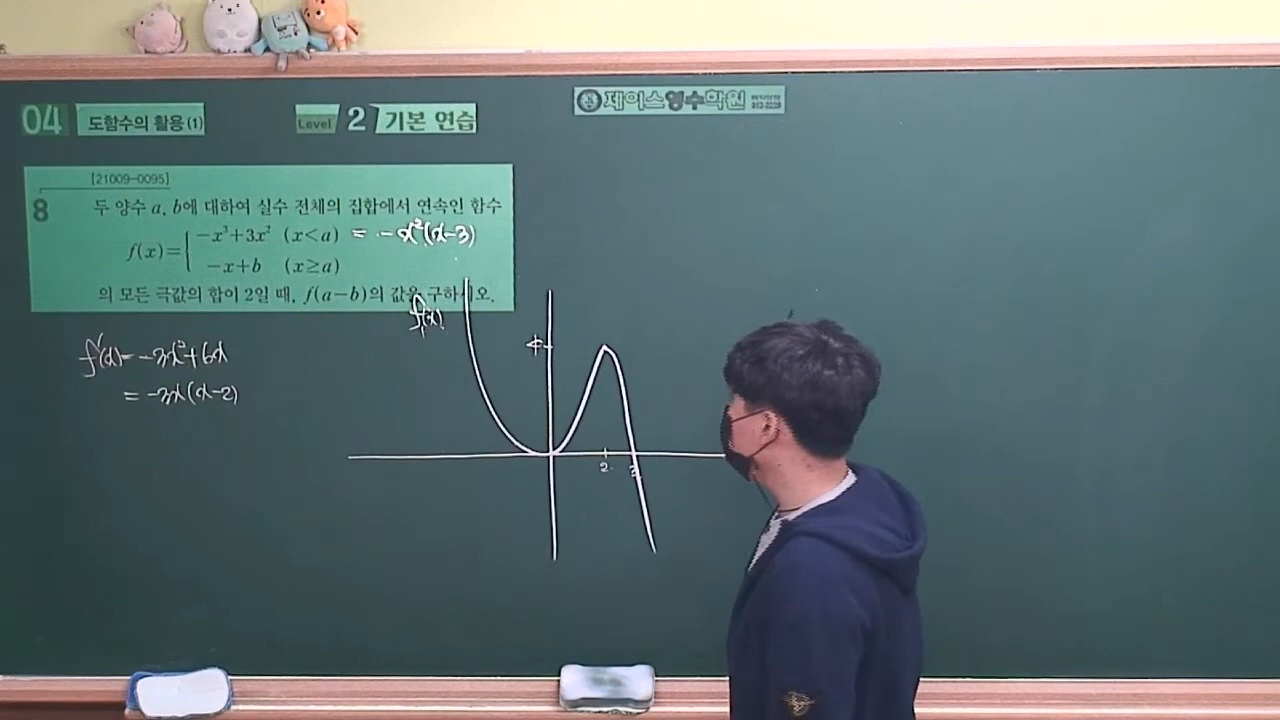 04 도함수의 활용 (1) Level 2 기본 연습
제이스영수학원
[21009-0095]
8 두 양수 a, b에 대하여 실수 전체의 집합에서 연속인 함수
f(x)={ -x³+3x² (x<a) = -x²(x-3)
-x+b (x≥a)
의 모든 극값의 합이 2일 때, f(a-b)의 값을 구하시오.
f(x)
f'(x)= -3x²+6x
= -3x(x-2)
4
2
3